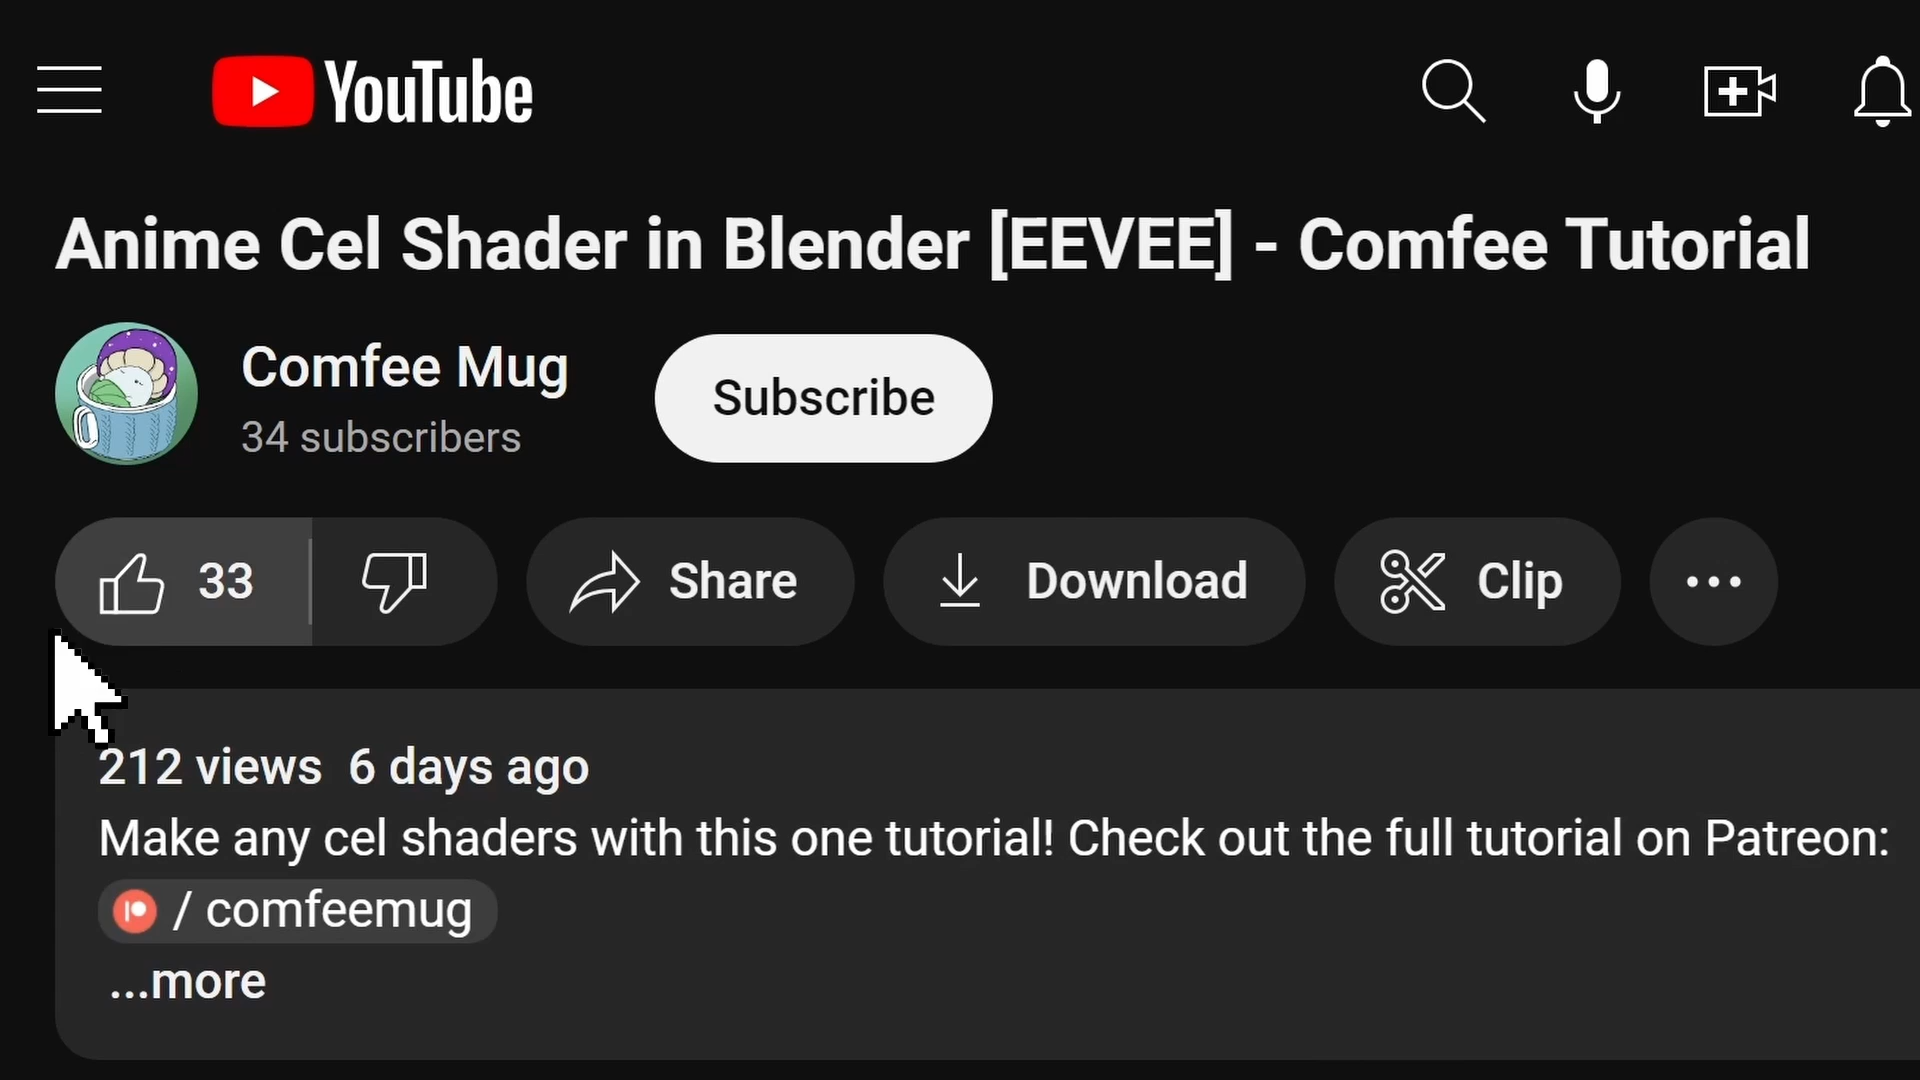 YouTube
Anime Cel Shader in Blender [EEVEE] - Comfee Tutorial
Comfee Mug
34 subscribers
Subscribe
33
Share
Download
Clip
212 views 6 days ago
Make any cel shaders with this one tutorial! Check out the full tutorial on Patreon:
/ comfeemug
...more